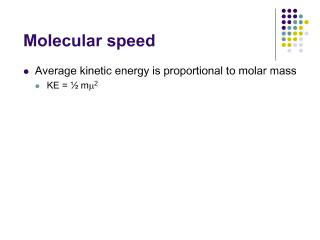 Molecular speed
Average kinetic energy is proportional to molar mass
KE = ½ mμ²